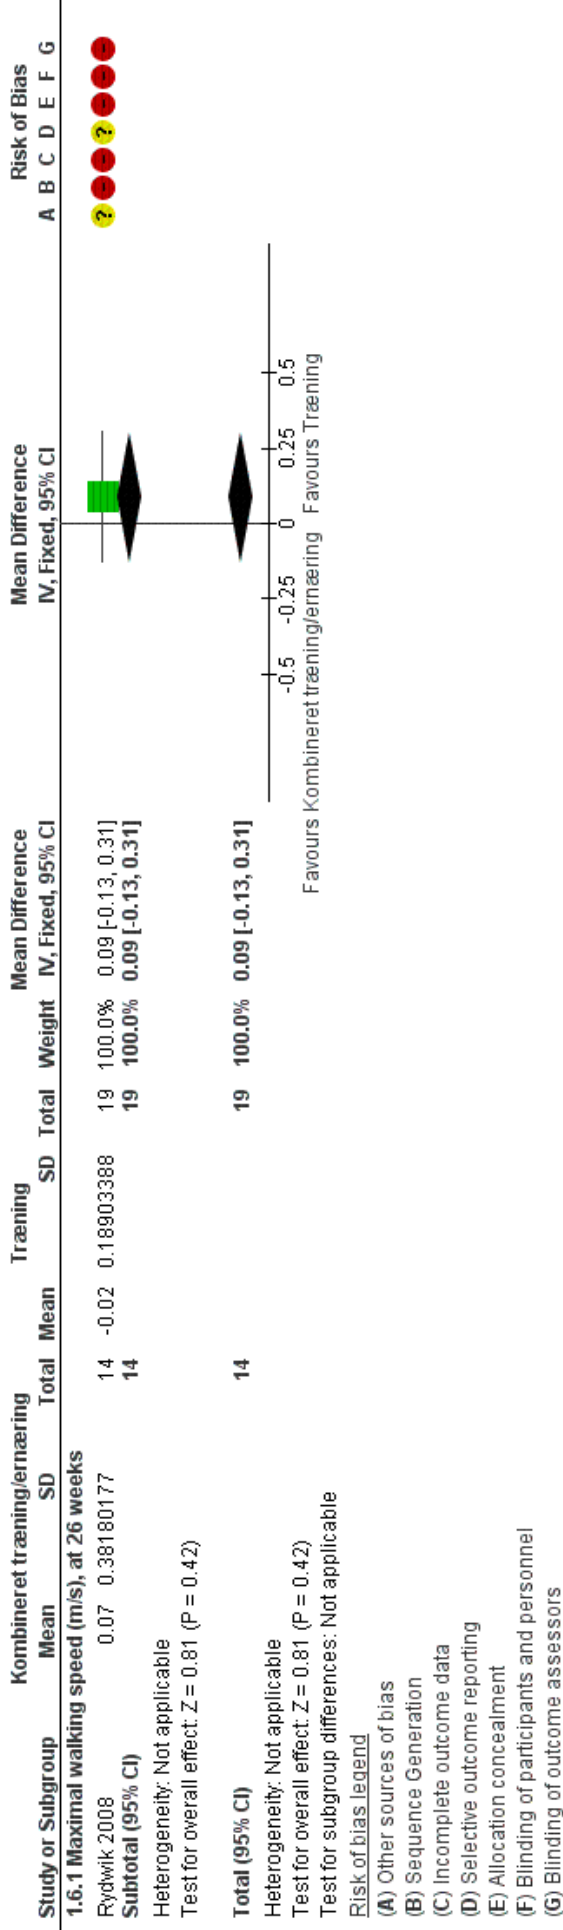 Kombineret træning/ernæring Træning Mean Difference Mean Difference Risk of Bias
Study or Subgroup Mean SD Total Mean SD Total Weight IV, Fixed, 95% CI IV, Fixed, 95% CI A B C D E F G
1.6.1 Maximal walking speed (m/s), at 26 weeks
Rydwik 2008 0.07 0.38180177 14 -0.02 0.18903388 19 100.0% 0.09 [-0.13, 0.31] ? - - ? - - -
Subtotal (95% CI) 14 19 100.0% 0.09 [-0.13, 0.31]
Heterogeneity: Not applicable
Test for overall effect: Z = 0.81 (P = 0.42)
Total (95% CI) 14 19 100.0% 0.09 [-0.13, 0.31]
Heterogeneity: Not applicable
Test for overall effect: Z = 0.81 (P = 0.42)
Test for subgroup differences: Not applicable
-0.5 -0.25 0 0.25 0.5
Favours Kombineret træning/ernæring Favours Træning
Risk of bias legend
(A) Other sources of bias
(B) Sequence Generation
(C) Incomplete outcome data
(D) Selective outcome reporting
(E) Allocation concealment
(F) Blinding of participants and personnel
(G) Blinding of outcome assessors